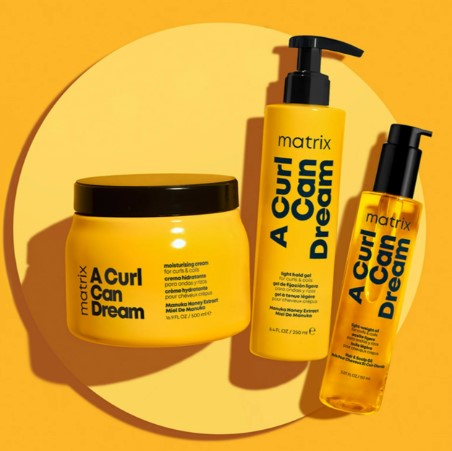 matrix
A Curl
Can
Dream
moisturizing cream
for curls & coils
crema hidratante
para ondas y rizos
crème hydratante
pour cheveux crépus
Manuka Honey Extract
Miel De Manuka
matrix
A Curl
Can
Dream
light hold gel
for curls & coils
gel de fijación ligera
para ondas y rizos
gel à tenue légère
pour cheveux crépus
Manuka Honey Extract
Miel De Manuka
matrix
A Curl
Can
Dream